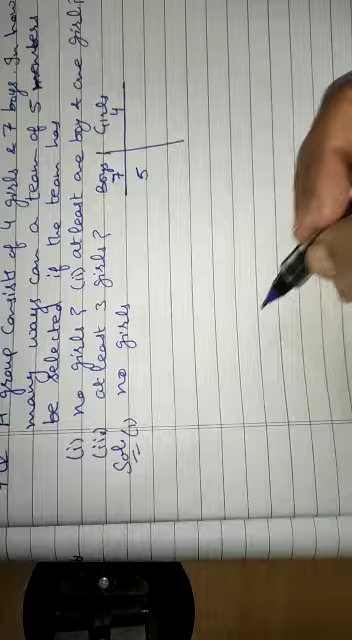 Q A group consists of 4 girls & 7 boys. In how
many ways can a team of 5 members
be selected if the team has
(i) no girls? (ii) at least one boy & one girl?
(iii) at least 3 girls?
Sol (i) no girls
Boys | Girls
7 4
5